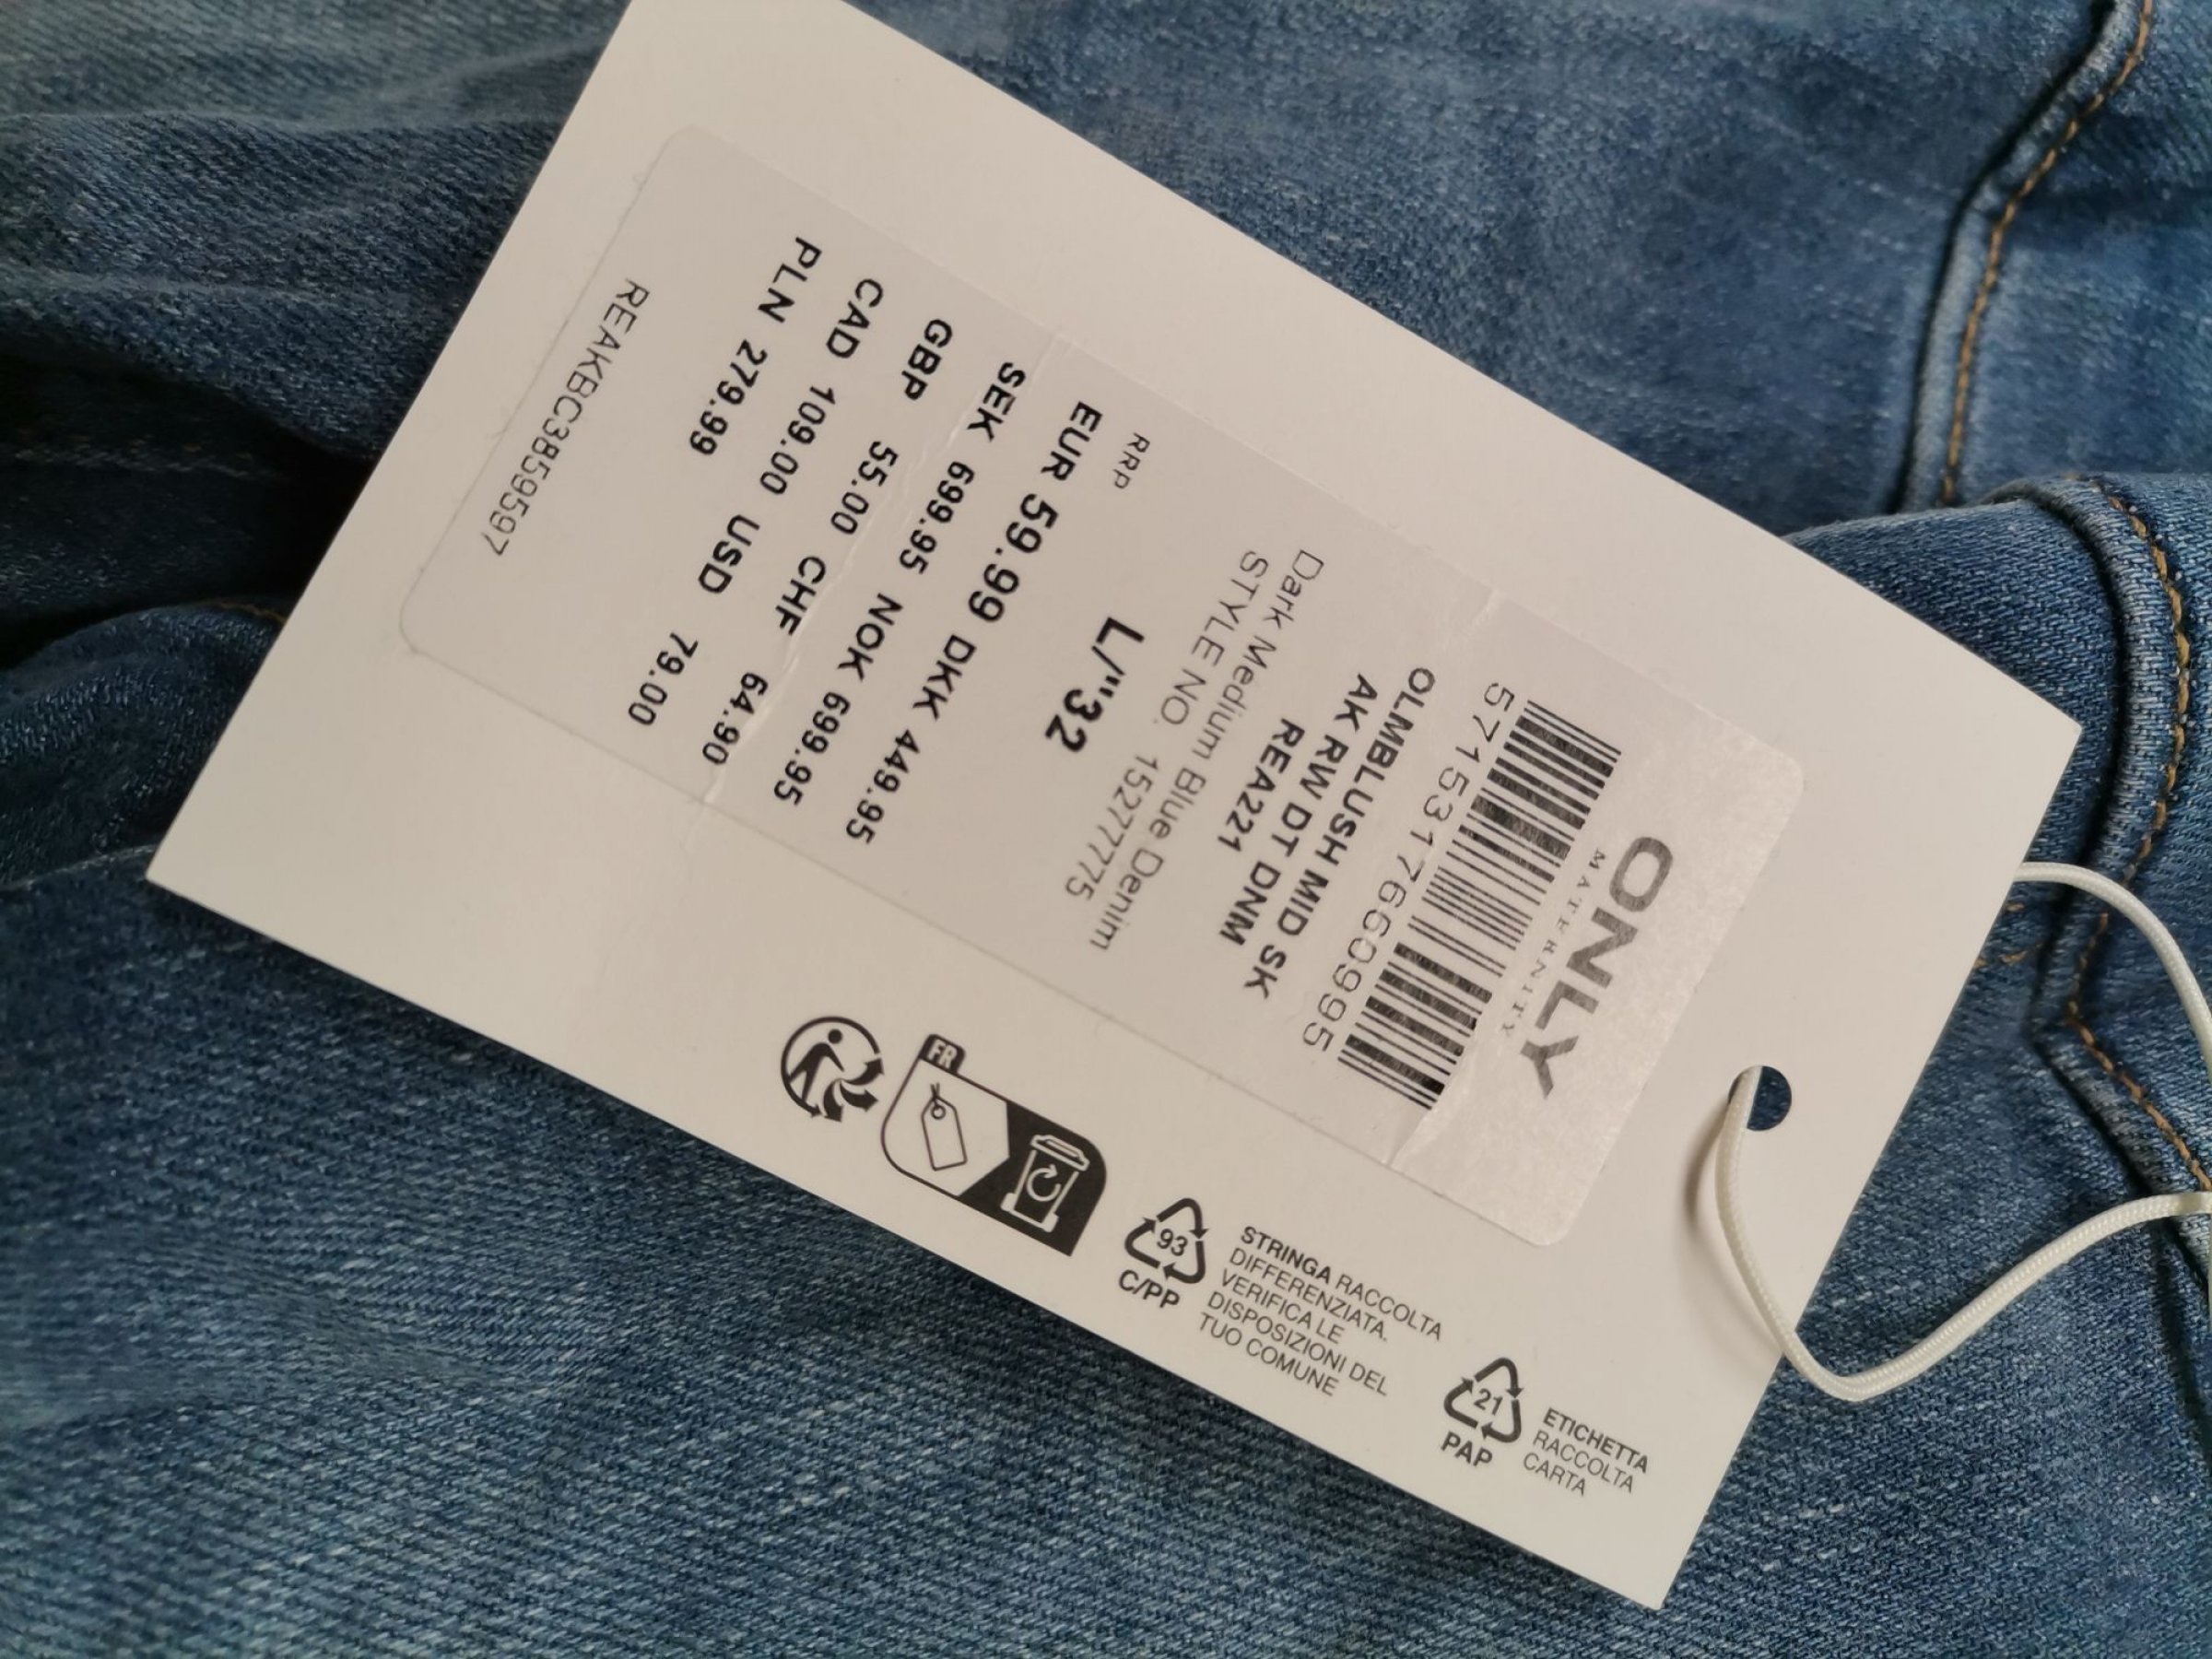 ONLY
MATERNITY
5715317660995
OLMBLUSH MID SK
AK RW DT DNM
REA221
Dark Medium Blue Denim
STYLE NO. 15277775
L/"32
RRP
EUR 59.99 DKK 449.95
SEK 699.95 NOK 699.95
GBP 55.00 CHF 64.90
CAD 109.00 USD 79.00
PLN 279.99
REAKBC3859597
FR
93
C/PP
STRINGA RACCOLTA
DIFFERENZIATA.
VERIFICA LE
DISPOSIZIONI DEL
TUO COMUNE
21
PAP
ETICHETTA
RACCOLTA
CARTA